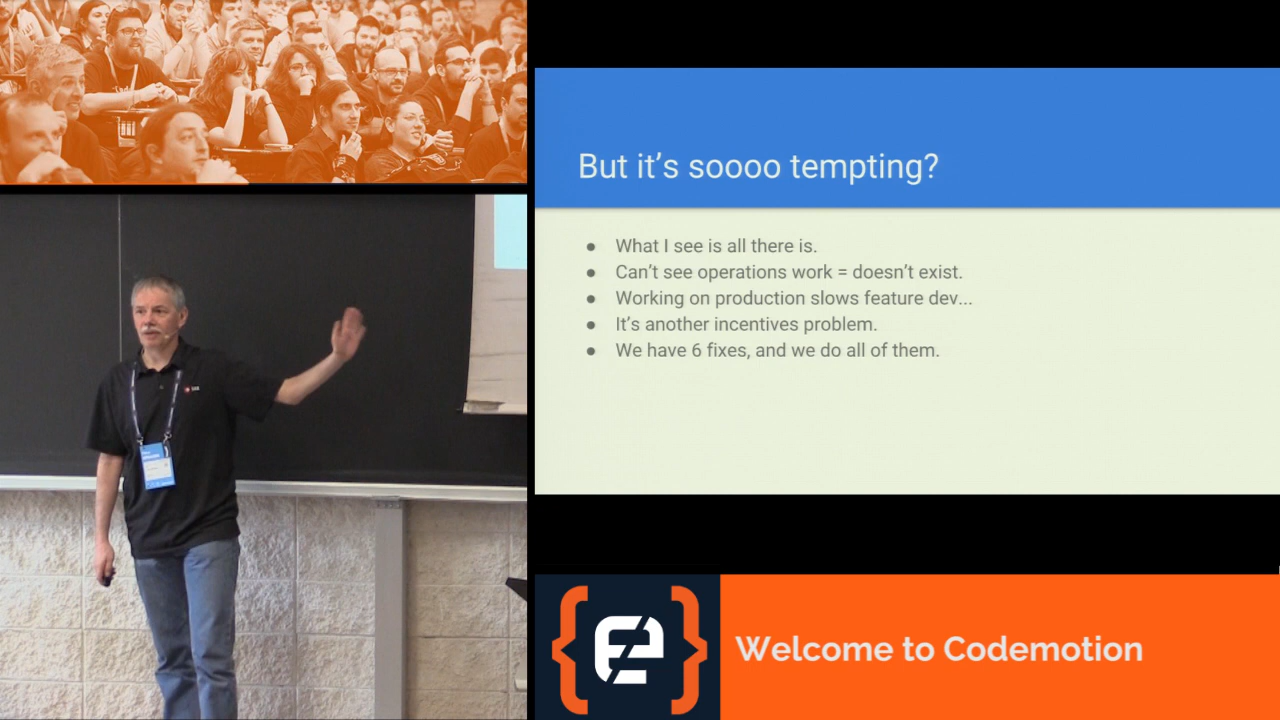 But it's soooo tempting?
● What I see is all there is.
● Can't see operations work = doesn't exist.
● Working on production slows feature dev...
● It's another incentives problem.
● We have 6 fixes, and we do all of them.
Welcome to Codemotion